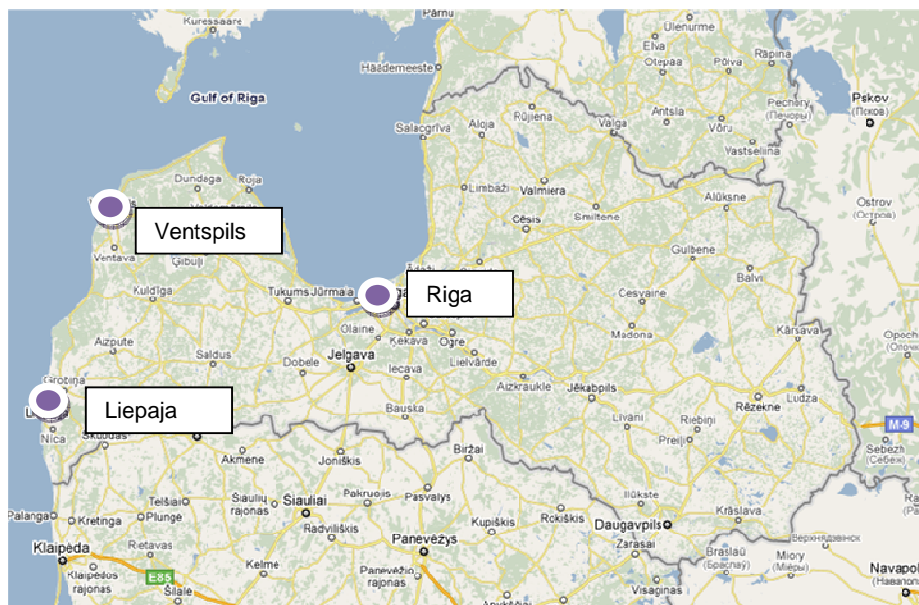 Kuressaare
Pärnu
Ülenurme
Elva
Otepää
Põlva
Räpina
Häädemeeste
Gulf of Riga
Pechory
(Печоры)
Pskov
(Псков)
Salacgrīva
Aloja
Rūjiena
Valga
Antsla
Võru
Vastseliina
Dundaga
Roja
Limbaži
Valmiera
Smiltene
Alūksne
Ostrov
(Остров)
Cēsis
Ventspils
Ventava
Ģibuļi
Gulbene
Balvi
Kuldīga
Tukums
Jūrmala
Riga
Cesvaine
Madona
Kārsava
Olaine
Ķekava
Ogre
Aizpute
Saldus
Dobele
Jelgava
Iecava
Lielvārde
Aizkraukle
Jēkabpils
Ludza
Rēzekne
Grobiņa
Liepaja
Nīca
Skuodas
Bauska
Līvāni
Riebiņi
Preiļi
M-9
Sebezh
(Себеж)
Akmenė
Joniškis
Biržai
Palanga
Kretinga
Telšiai
Plungė
Šiaulių
rajonas
Šiauliai
Pakruojis
Pasvalys
Radviliškis
Kupiškis
Rokiškis
Ilūkste
Daugavpils
Krāslava
Klaipėda
Rietavas
Klaipėdos
rajonas
E85
Šilalė
Kelmė
Panevėžys
Panevėžio
rajonas
Anykščiai
Zarasai
Visaginas
Braslaŭ
(Браслаў)
Miory
(Міёры)
Верхнядзвінск
Navapol